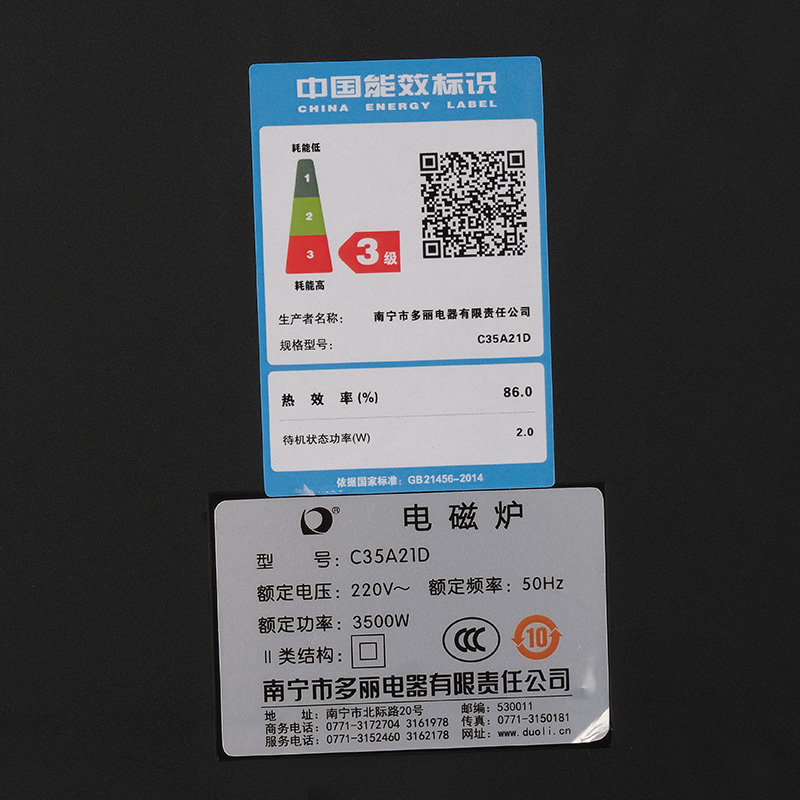 中国能效标识
CHINA ENERGY LABEL
耗能低
1
2
3
3级
耗能高
生产者名称： 南宁市多丽电器有限责任公司
规格型号： C35A21D
热 效 率(%) 86.0
待机状态功率(W) 2.0
依据国家标准：GB21456-2014
® 电磁炉
型 号：C35A21D
额定电压：220V～ 额定频率：50Hz
额定功率：3500W
II类结构： CCC 10
南宁市多丽电器有限责任公司
地 址：南宁市北际路20号 邮编：530011
商务电话：0771-3172704 3161978 传真：0771-3150181
服务电话：0771-3152460 3162178 网址：www.duoli.cn